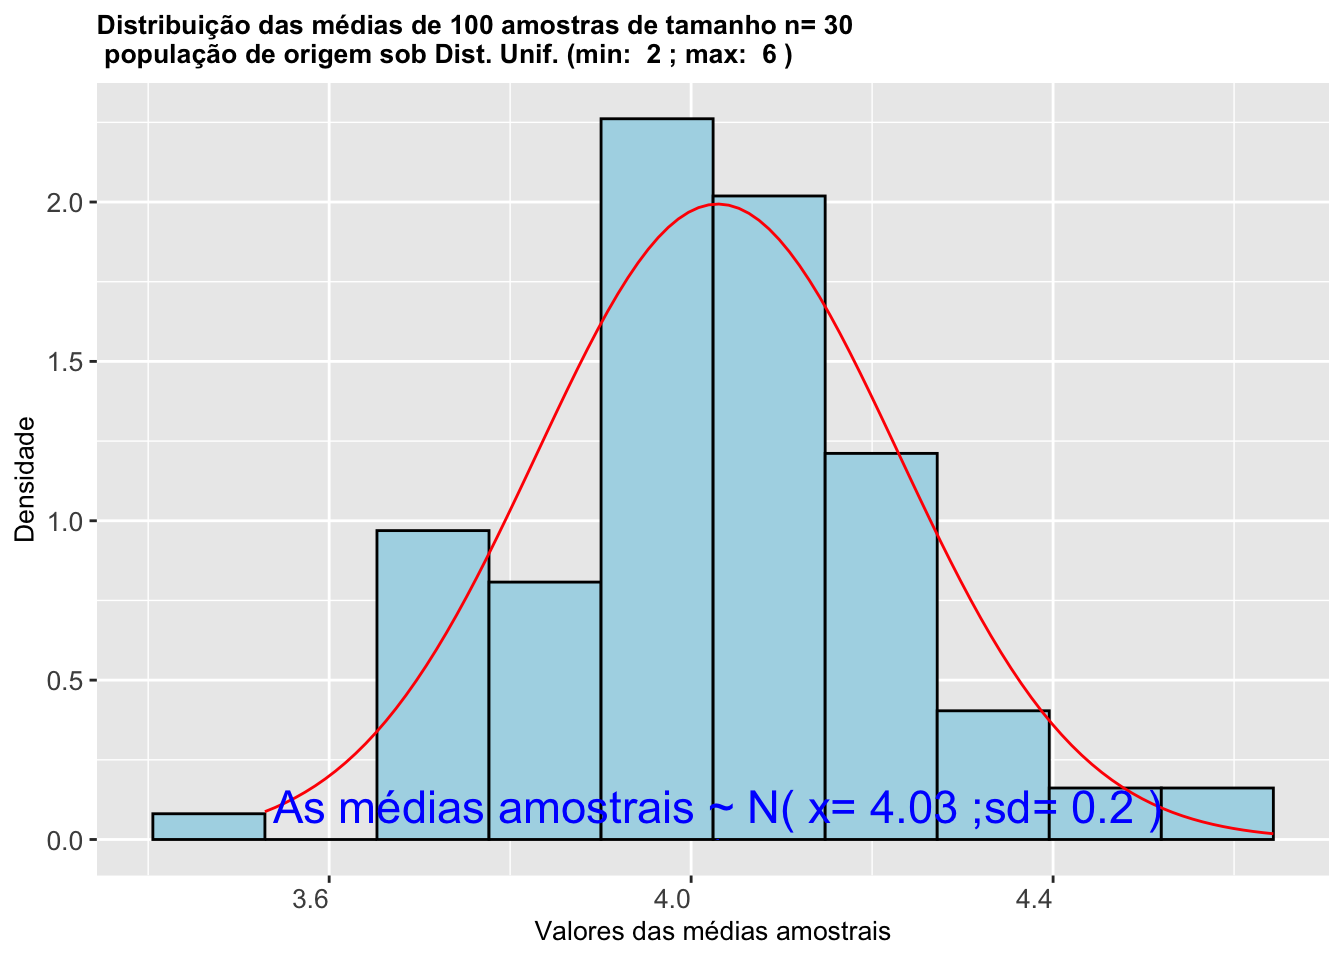 Distribuição das médias de 100 amostras de tamanho n= 30
população de origem sob Dist. Unif. (min:  2 ; max:  6 )
Densidade
2.0
1.5
1.0
0.5
0.0
As médias amostrais ~ N( x= 4.03 ;sd= 0.2 )
3.6 4.0 4.4
Valores das médias amostrais